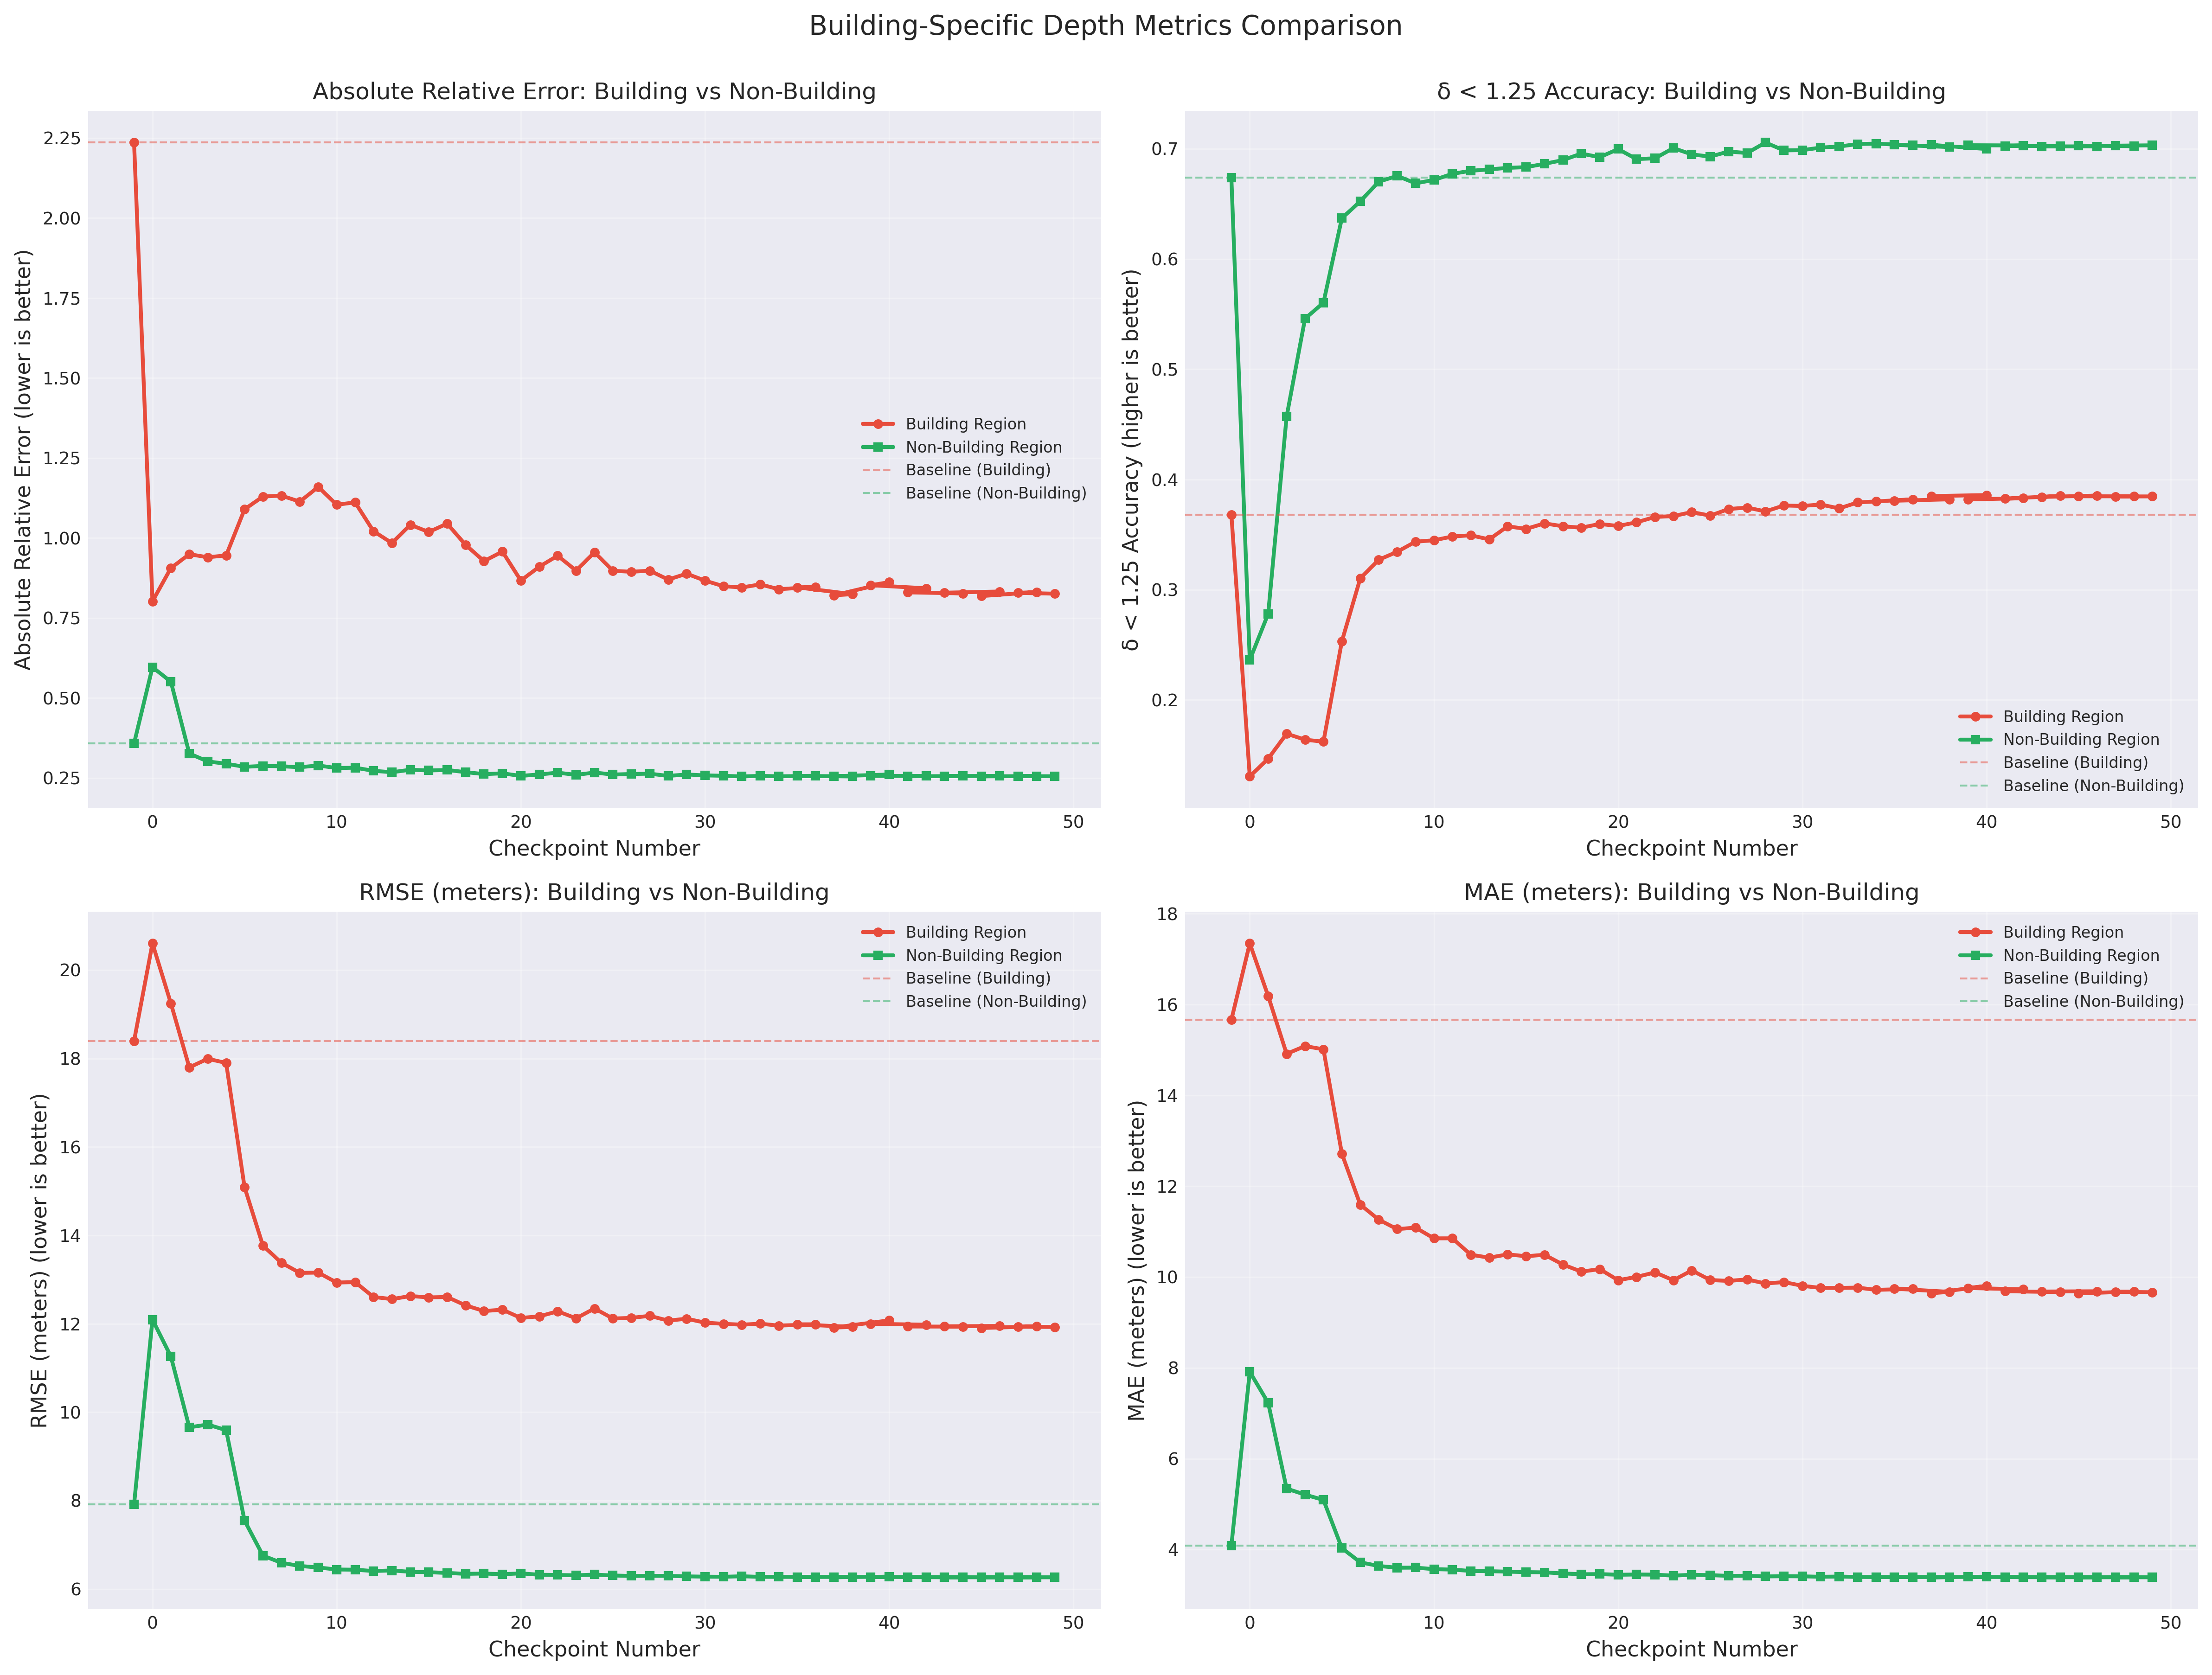 Building-Specific Depth Metrics Comparison
Absolute Relative Error: Building vs Non-Building
Absolute Relative Error (lower is better)
2.25
2.00
1.75
1.50
1.25
1.00
0.75
0.50
0.25
Building Region
Non-Building Region
Baseline (Building)
Baseline (Non-Building)
0 10 20 30 40 50
Checkpoint Number
δ < 1.25 Accuracy: Building vs Non-Building
δ < 1.25 Accuracy (higher is better)
0.7
0.6
0.5
0.4
0.3
0.2
Building Region
Non-Building Region
Baseline (Building)
Baseline (Non-Building)
0 10 20 30 40 50
Checkpoint Number
RMSE (meters): Building vs Non-Building
RMSE (meters) (lower is better)
20
18
16
14
12
10
8
6
Building Region
Non-Building Region
Baseline (Building)
Baseline (Non-Building)
0 10 20 30 40 50
Checkpoint Number
MAE (meters): Building vs Non-Building
MAE (meters) (lower is better)
18
16
14
12
10
8
6
4
Building Region
Non-Building Region
Baseline (Building)
Baseline (Non-Building)
0 10 20 30 40 50
Checkpoint Number